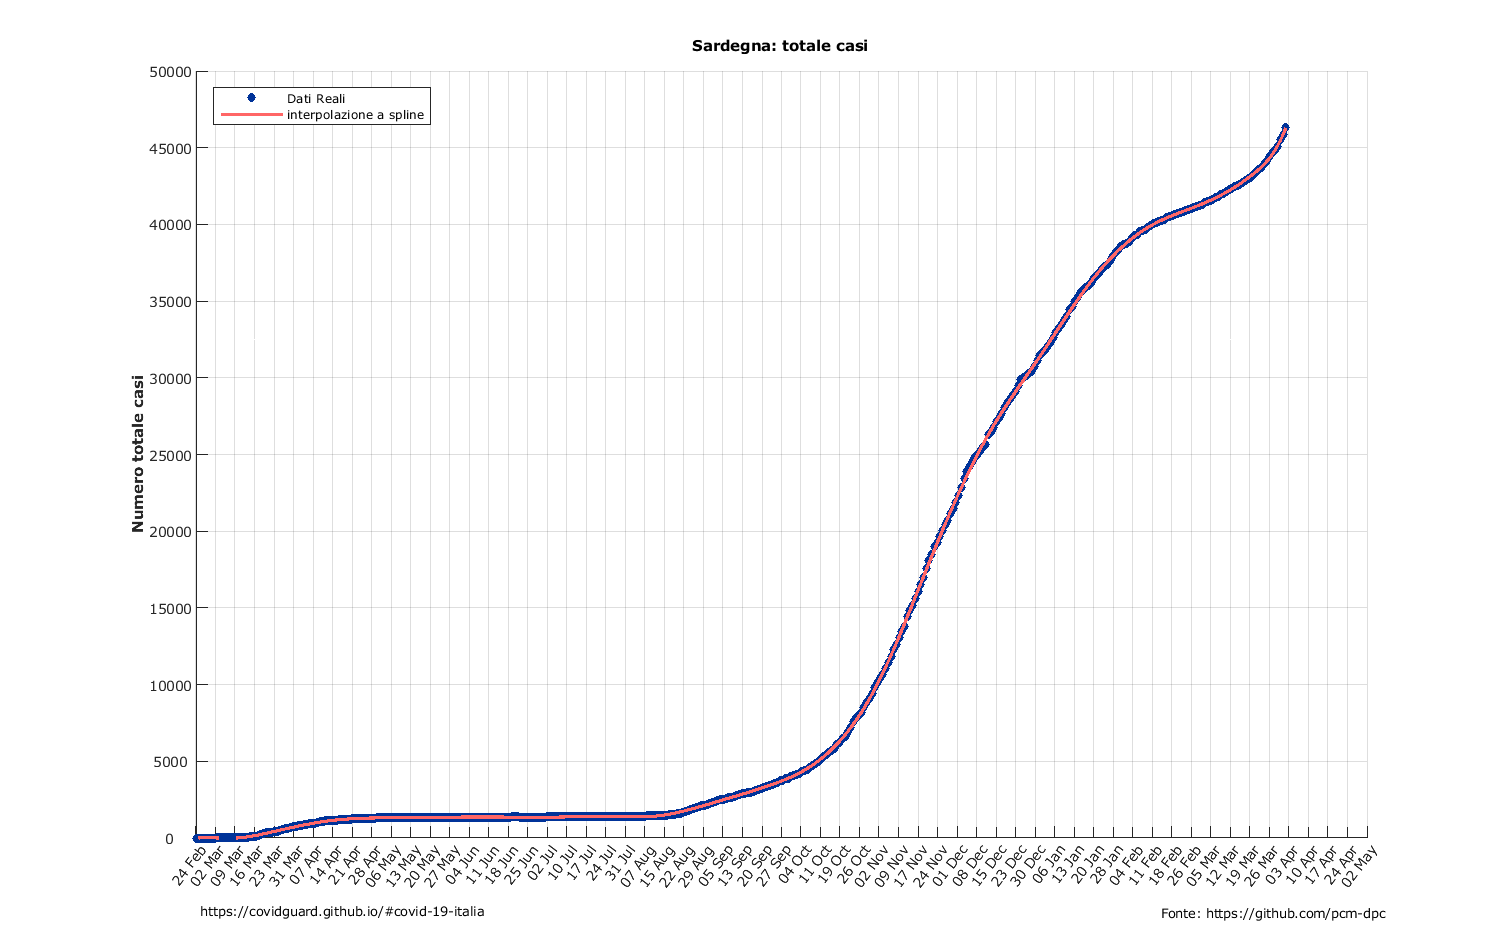 Sardegna: totale casi
Dati Reali
interpolazione a spline
Numero totale casi
50000
45000
40000
35000
30000
25000
20000
15000
10000
5000
0
24 Feb
02 Mar
09 Mar
16 Mar
23 Mar
31 Mar
07 Apr
14 Apr
21 Apr
28 Apr
06 May
13 May
20 May
27 May
04 Jun
11 Jun
18 Jun
25 Jun
02 Jul
10 Jul
17 Jul
24 Jul
31 Jul
07 Aug
15 Aug
22 Aug
29 Aug
05 Sep
13 Sep
20 Sep
27 Sep
04 Oct
11 Oct
19 Oct
26 Oct
02 Nov
09 Nov
17 Nov
24 Nov
01 Dec
08 Dec
15 Dec
23 Dec
30 Dec
06 Jan
13 Jan
20 Jan
28 Jan
04 Feb
11 Feb
18 Feb
26 Feb
05 Mar
12 Mar
19 Mar
26 Mar
03 Apr
10 Apr
17 Apr
24 Apr
02 May
https://covidguard.github.io/#covid-19-italia
Fonte: https://github.com/pcm-dpc